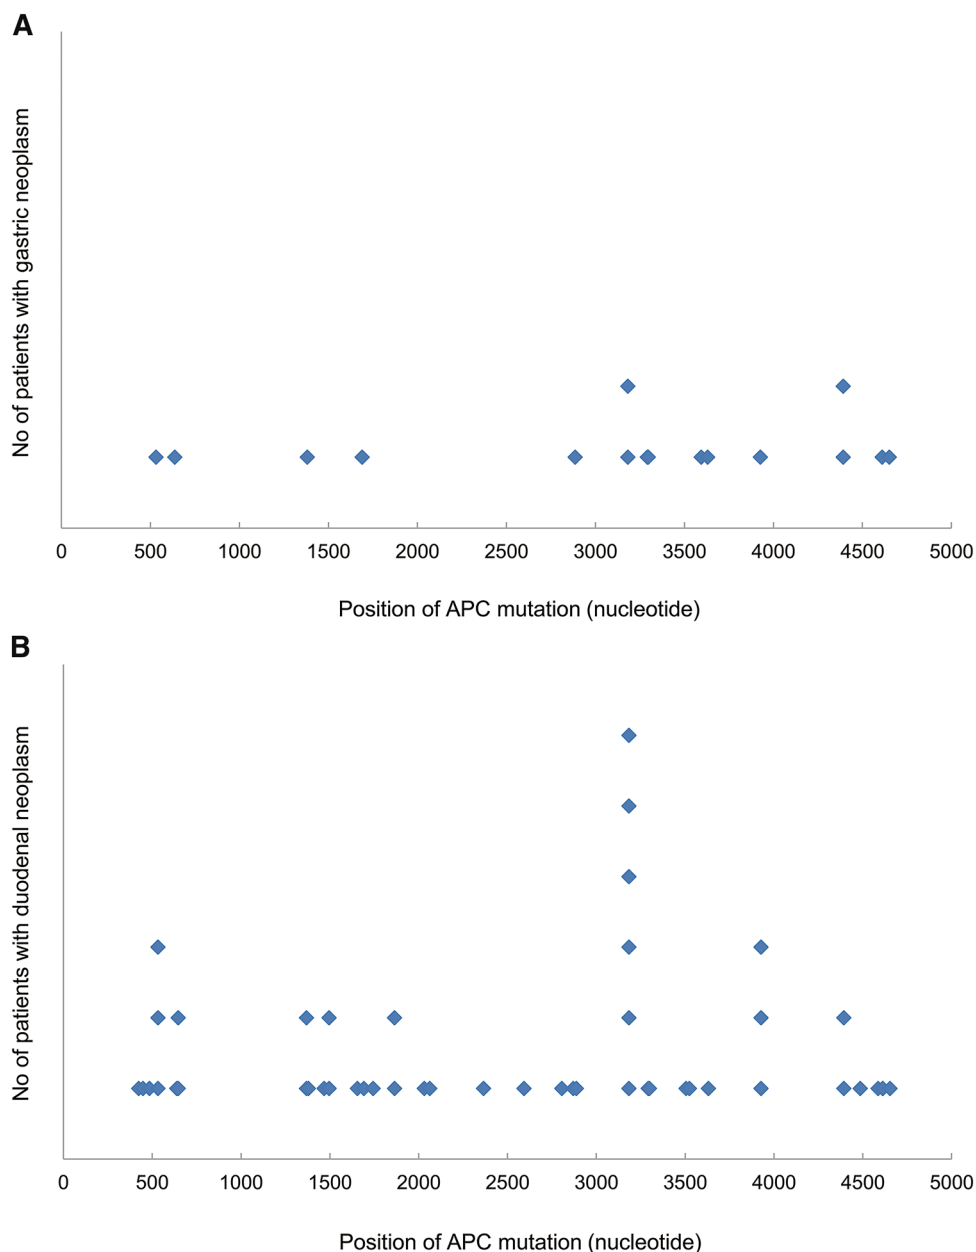 A
No of patients with gastric neoplasm
0 500 1000 1500 2000 2500 3000 3500 4000 4500 5000
Position of APC mutation (nucleotide)
B
No of patients with duodenal neoplasm
0 500 1000 1500 2000 2500 3000 3500 4000 4500 5000
Position of APC mutation (nucleotide)